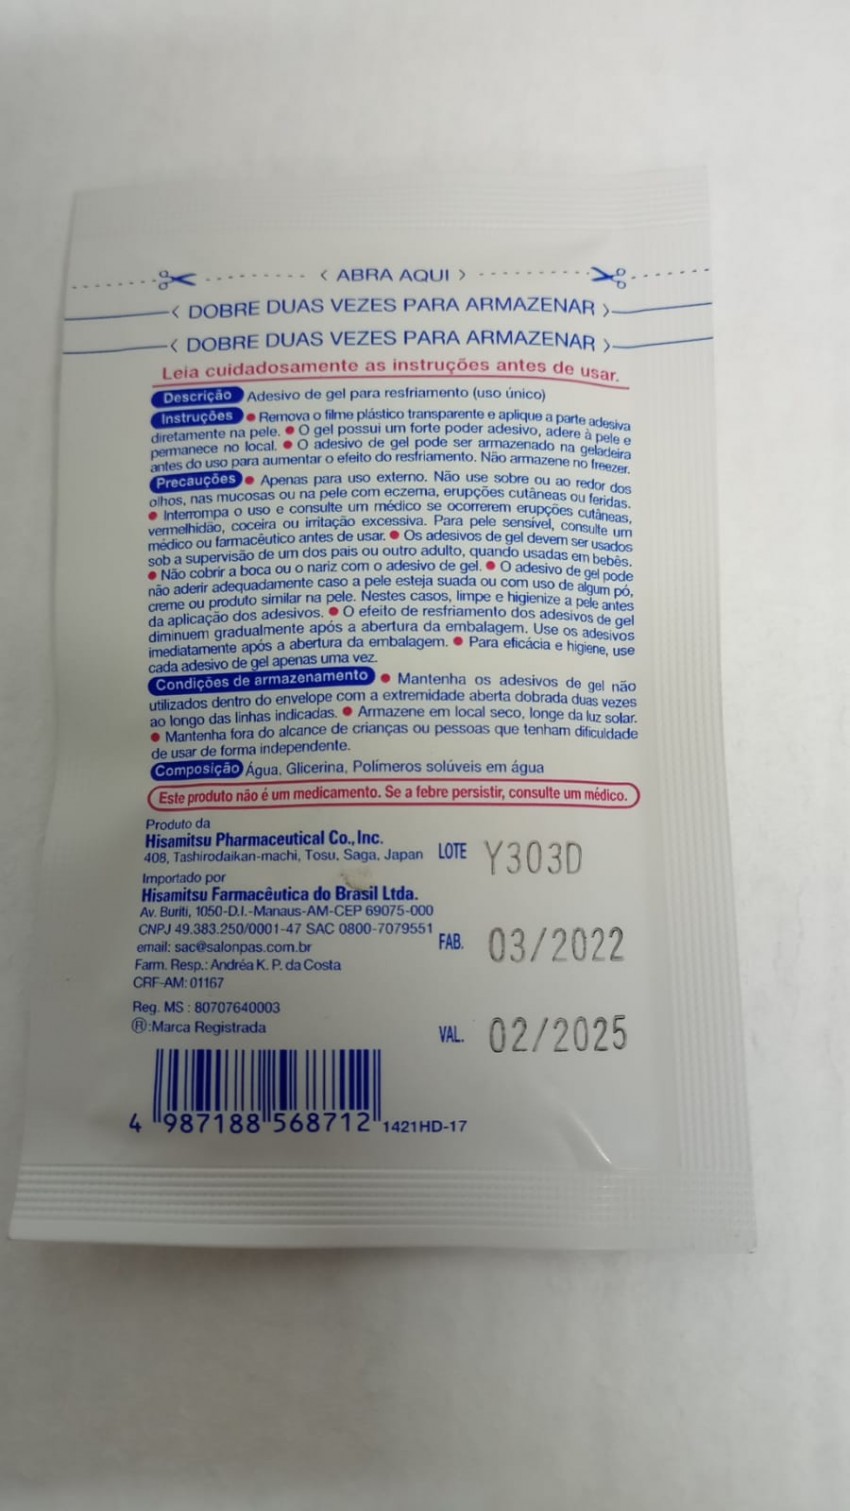 < ABRA AQUI >
< DOBRE DUAS VEZES PARA ARMAZENAR >
< DOBRE DUAS VEZES PARA ARMAZENAR >
Leia cuidadosamente as instruções antes de usar.
Descrição Adesivo de gel para resfriamento (uso único)
Instruções ● Remova o filme plástico transparente e aplique a parte adesiva
diretamente na pele. ● O gel possui um forte poder adesivo, adere à pele e
permanece no local. ● O adesivo de gel pode ser armazenado na geladeira
antes do uso para aumentar o efeito do resfriamento. Não armazene no freezer.
Precauções ● Apenas para uso externo. Não use sobre ou ao redor dos
olhos, nas mucosas ou na pele com eczema, erupções cutâneas ou feridas.
● Interrompa o uso e consulte um médico se ocorrerem erupções cutâneas,
vermelhidão, coceira ou irritação excessiva. Para pele sensível, consulte um
médico ou farmacêutico antes de usar. ● Os adesivos de gel devem ser usados
sob a supervisão de um dos pais ou outro adulto, quando usadas em bebês.
● Não cobrir a boca ou o nariz com o adesivo de gel. ● O adesivo de gel pode
não aderir adequadamente caso a pele esteja suada ou com uso de algum pó,
creme ou produto similar na pele. Nestes casos, limpe e higienize a pele antes
da aplicação dos adesivos. ● O efeito de resfriamento dos adesivos de gel
diminuem gradualmente após a abertura da embalagem. Use os adesivos
imediatamente após a abertura da embalagem. ● Para eficácia e higiene, use
cada adesivo de gel apenas uma vez.
Condições de armazenamento ● Mantenha os adesivos de gel não
utilizados dentro do envelope com a extremidade aberta dobrada duas vezes
ao longo das linhas indicadas. ● Armazene em local seco, longe da luz solar.
● Mantenha fora do alcance de crianças ou pessoas que tenham dificuldade
de usar de forma independente.
Composição Água, Glicerina, Polímeros solúveis em água
Este produto não é um medicamento. Se a febre persistir, consulte um médico.
Produto da
Hisamitsu Pharmaceutical Co., Inc.
408, Tashirodaikan-machi, Tosu, Saga, Japan
Importado por
Hisamitsu Farmacêutica do Brasil Ltda.
Av. Buriti, 1050-D.I.-Manaus-AM-CEP 69075-000
CNPJ 49.383.250/0001-47 SAC 0800-7079551
email: sac@salonpas.com.br
Farm. Resp.: Andréa K. P. da Costa
CRF-AM: 01167
Reg. MS : 80707640003
®:Marca Registrada
LOTE Y303D
FAB. 03/2022
VAL. 02/2025
4 987188 568712 1421HD-17